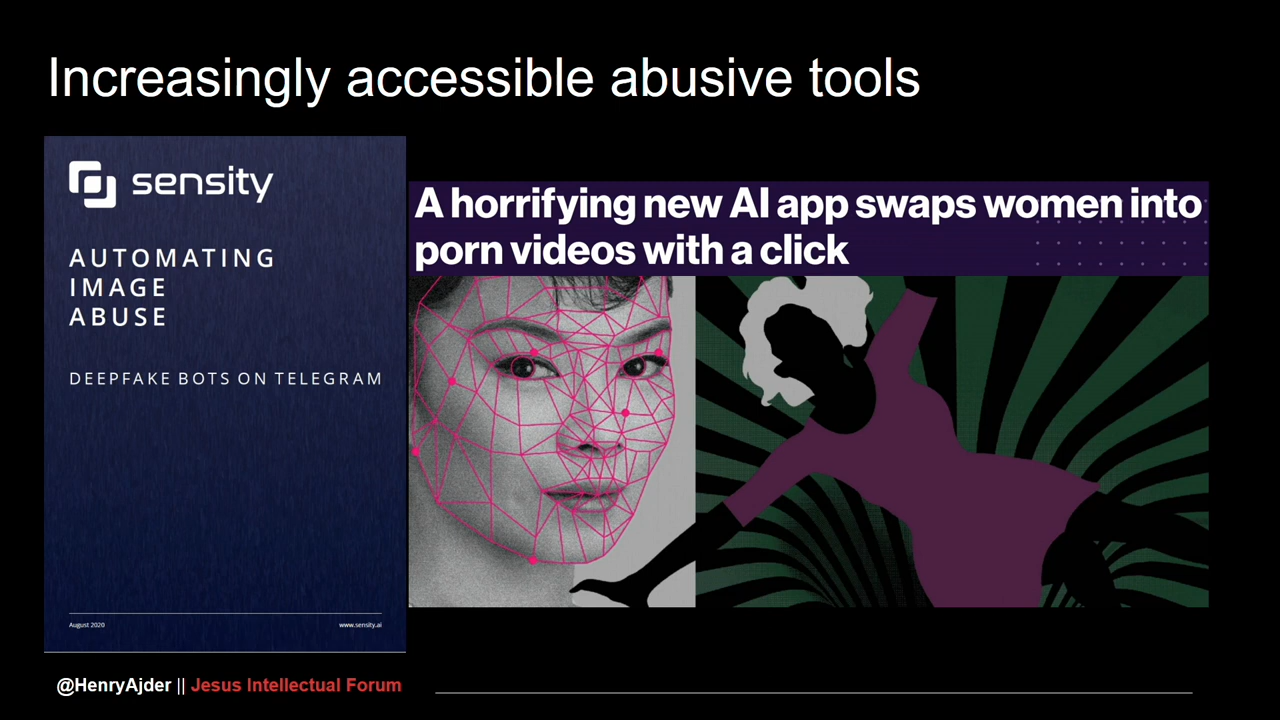 Increasingly accessible abusive tools
sensity
AUTOMATING
IMAGE
ABUSE
DEEPFAKE BOTS ON TELEGRAM
August 2020
www.sensity.ai
A horrifying new AI app swaps women into
porn videos with a click
@HenryAjder || Jesus Intellectual Forum